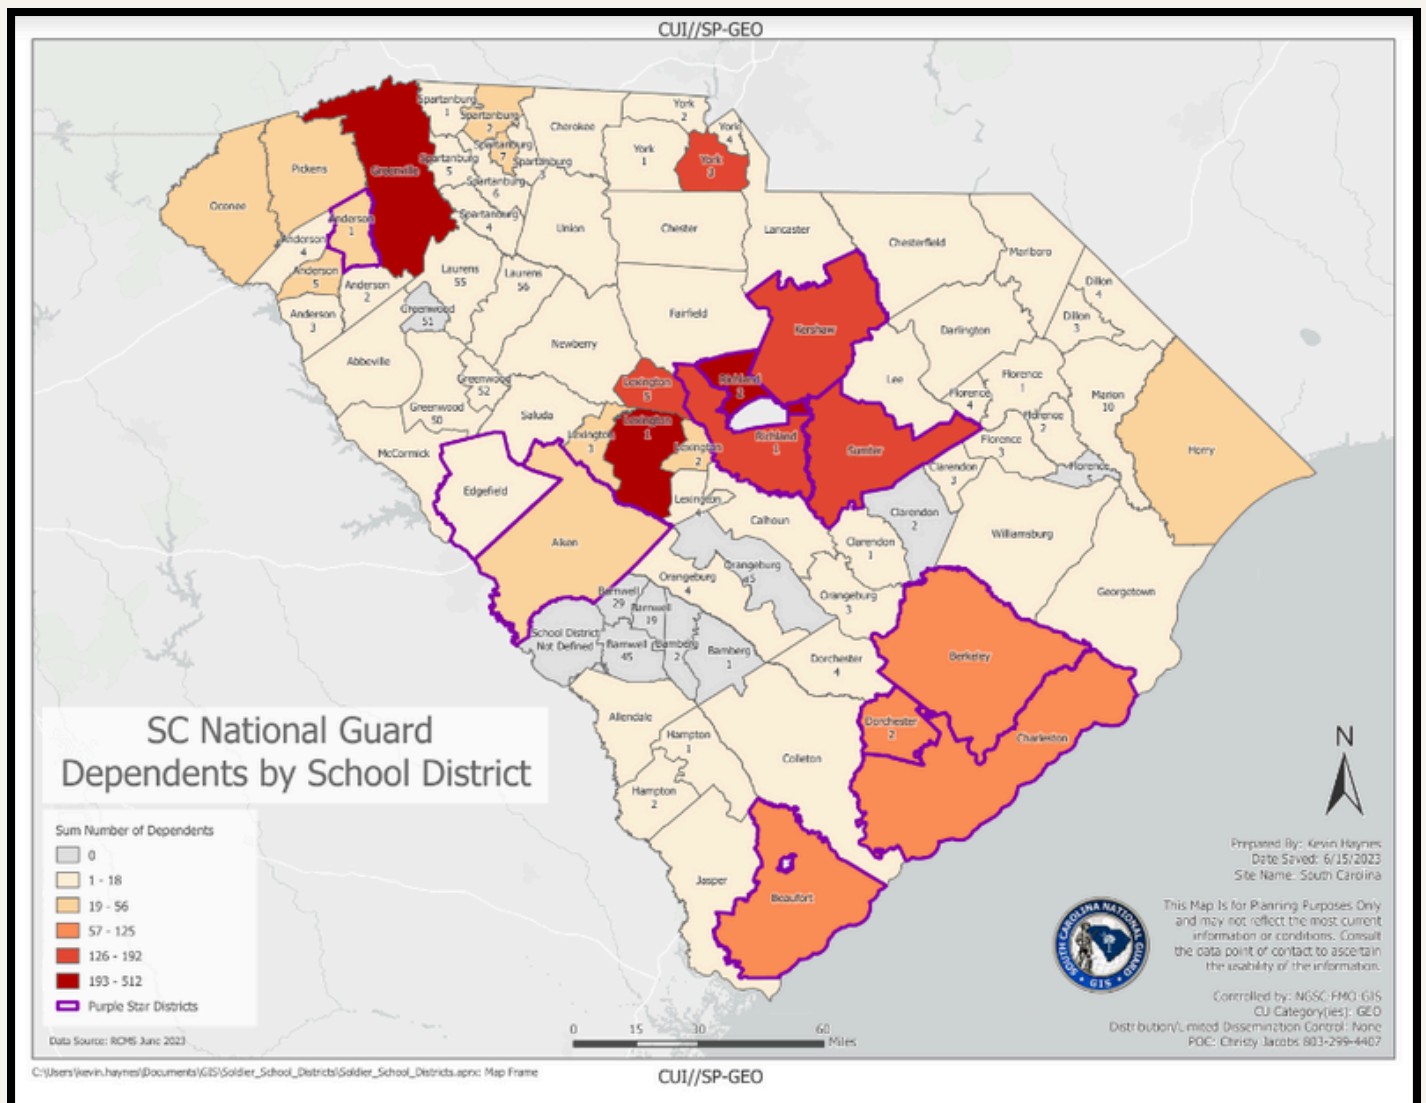 CUI//SP-GEO
Spartanburg
1
Spartanburg
2
Cherokee
York
2
York
4
York
1
York
3
Spartanburg
7
Spartanburg
3
Spartanburg
5
Spartanburg
6
Spartanburg
4
Pickens
Greenville
Oconee
Anderson
1
Anderson
4
Anderson
5
Anderson
2
Anderson
3
Union
Chester
Lancaster
Chesterfield
Marlboro
Dillon
4
Dillon
3
Laurens
55
Laurens
56
Greenwood
51
Fairfield
Kershaw
Darlington
Newberry
Abbeville
Greenwood
52
Greenwood
50
Saluda
Lexington
5
Richland
2
Lee
Florence
4
Florence
1
Marion
10
Florence
2
Florence
3
Florence
5
Horry
Lexington
3
Lexington
1
Lexington
2
Richland
1
Sumter
McCormick
Edgefield
Lexington
4
Clarendon
3
Clarendon
2
Calhoun
Williamsburg
Clarendon
1
Aiken
Orangeburg
5
Orangeburg
4
Orangeburg
3
Georgetown
Barnwell
29
Barnwell
19
School District
Not Defined
Barnwell
45
Bamberg
2
Bamberg
1
Dorchester
4
Berkeley
Allendale
Hampton
1
Dorchester
2
Charleston
Colleton
Hampton
2
Jasper
Beaufort
SC National Guard
Dependents by School District
Sum Number of Dependents
0
1 - 18
19 - 56
57 - 125
126 - 192
193 - 512
Purple Star Districts
Data Source: RCMS June 2023
0 15 30 60
Miles
N
Prepared By: Kevin Haynes
Date Saved: 6/15/2023
Site Name: South Carolina
This Map Is for Planning Purposes Only
and may not reflect the most current
information or conditions. Consult
the data point of contact to ascertain
the usability of the information.
SOUTH CAROLINA NATIONAL GUARD
GIS
Controlled by: NGSC-FMO-GIS
CU Category(ies): GEO
Distribution/Limited Dissemination Control: None
POC: Christy Jacobs 803-299-4407
C:\Users\kevin.haynes\Documents\GIS\Soldier_School_Districts\Soldier_School_Districts.aprx: Map Frame
CUI//SP-GEO